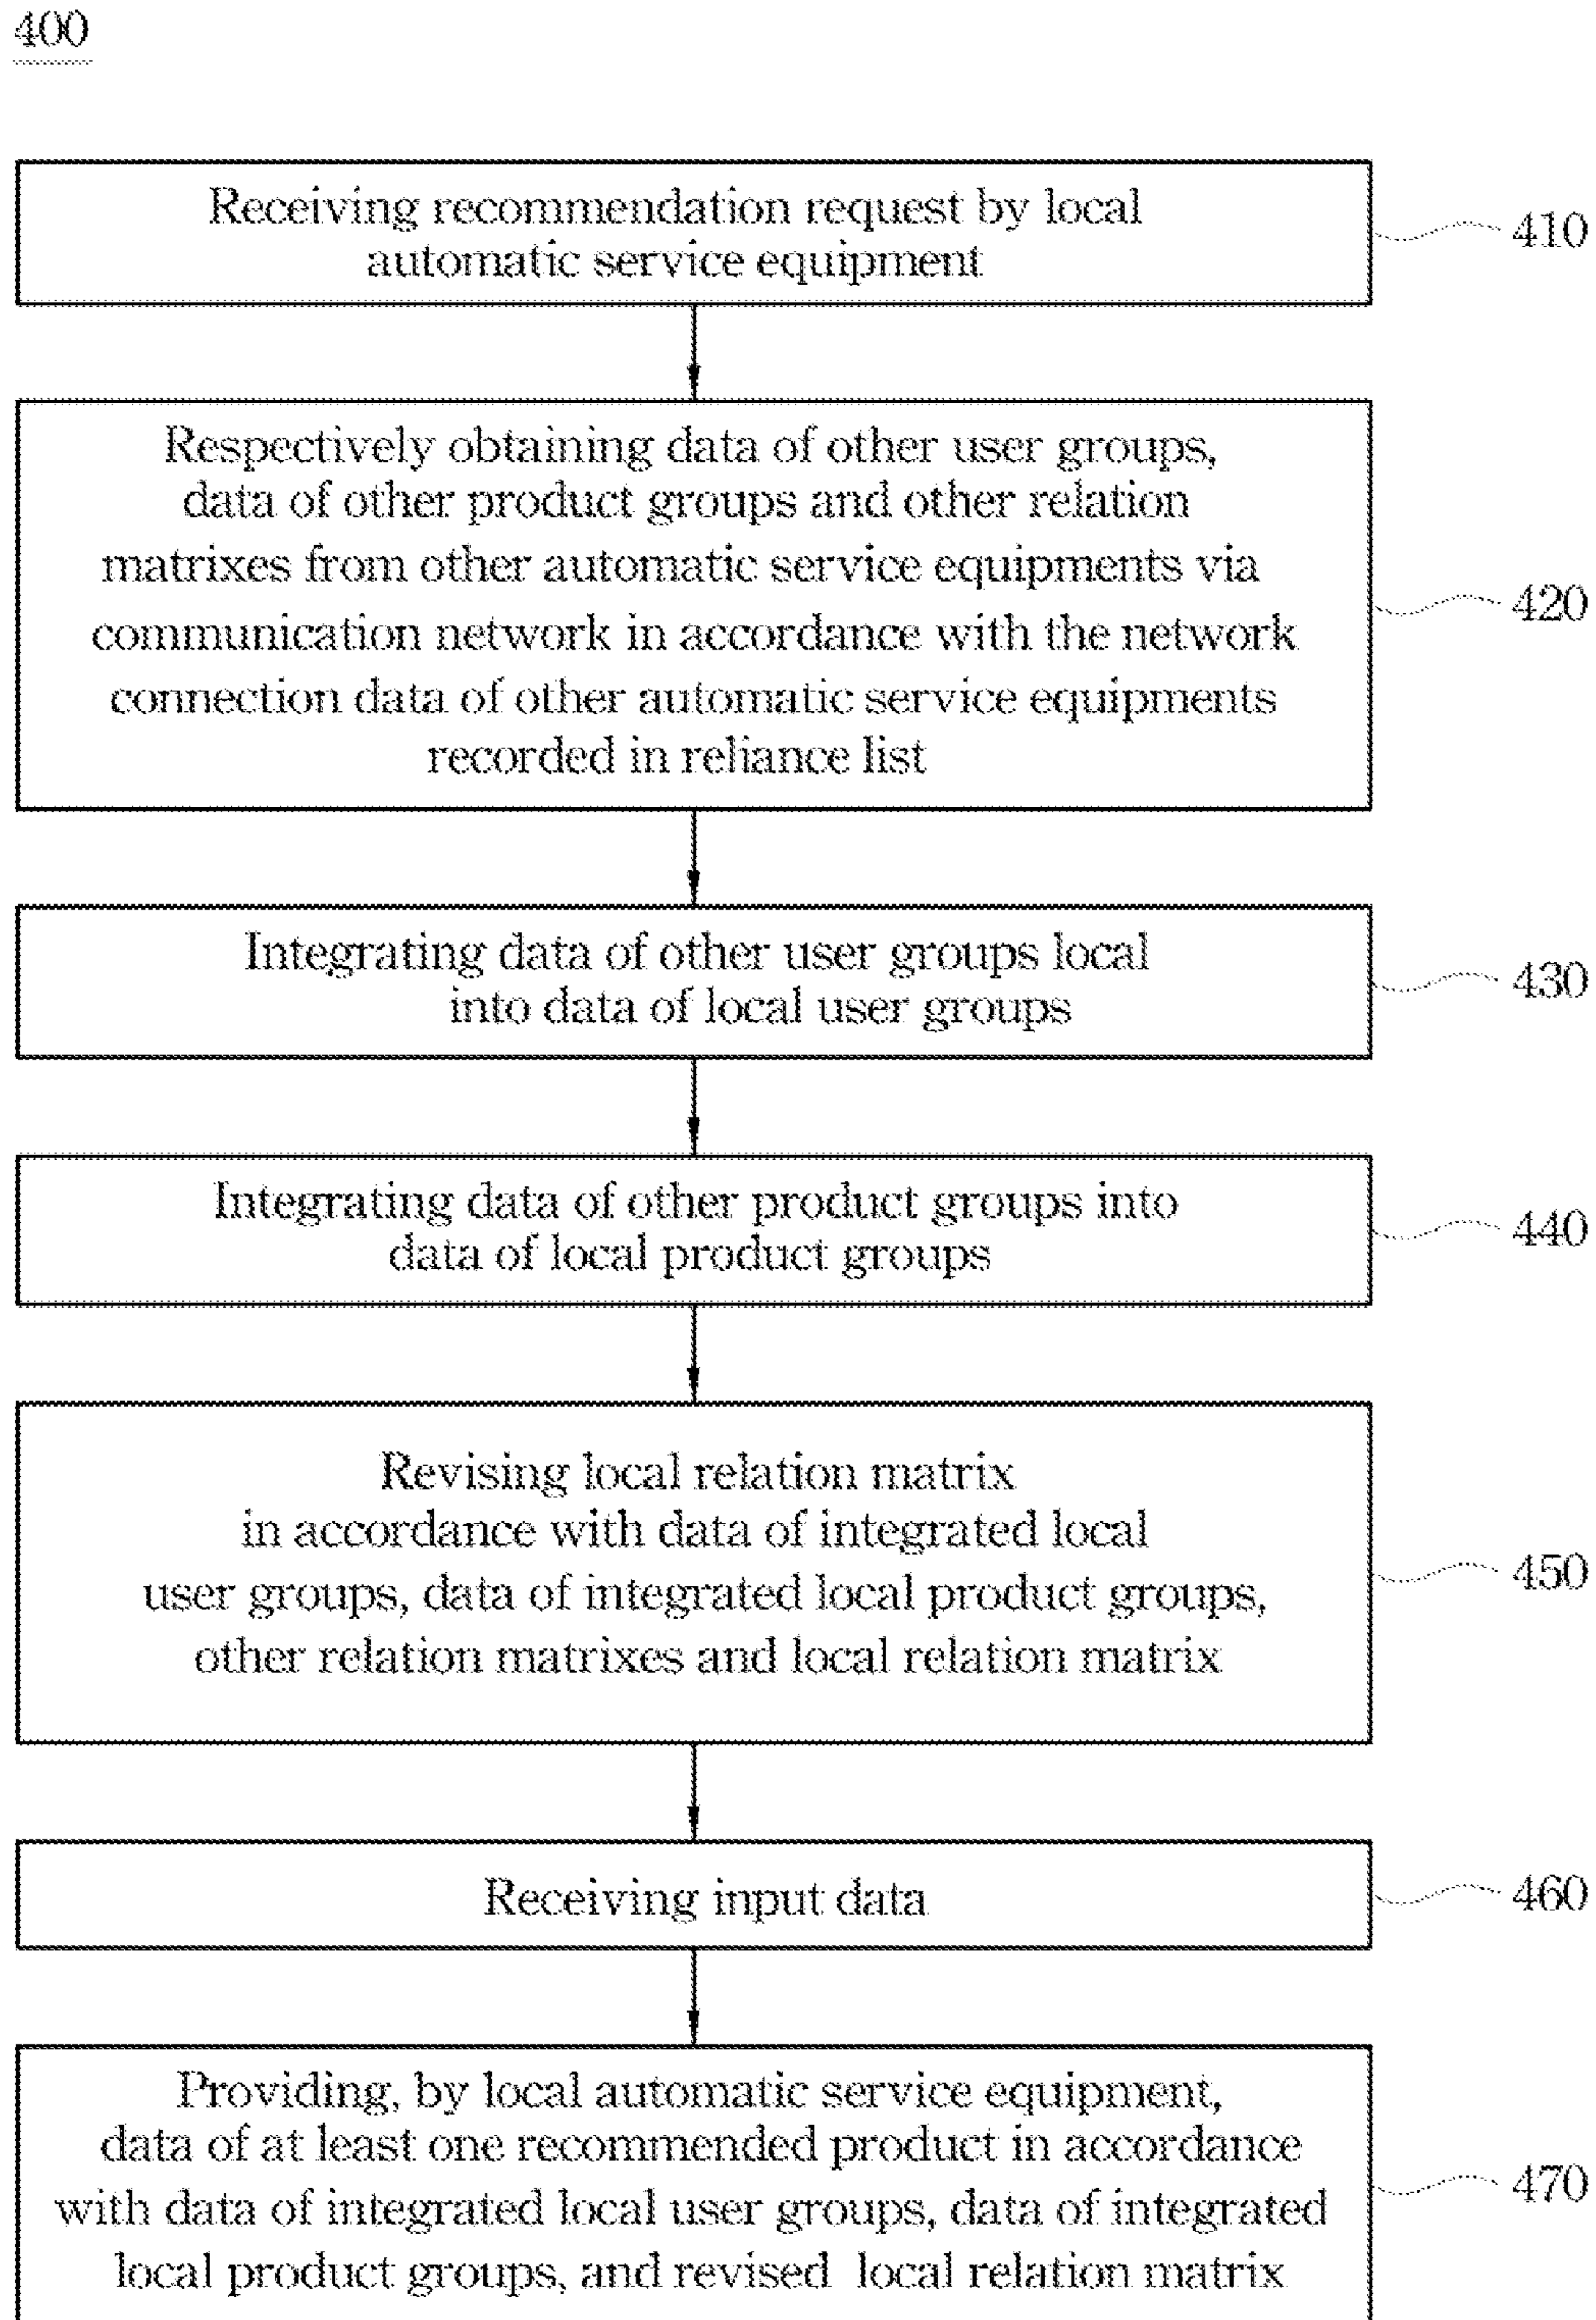 400
Receiving recommendation request by local
automatic service equipment
410
Respectively obtaining data of other user groups,
data of other product groups and other relation
matrixes from other automatic service equipments via
communication network in accordance with the network
connection data of other automatic service equipments
recorded in reliance list
420
Integrating data of other user groups local
into data of local user groups
430
Integrating data of other product groups into
data of local product groups
440
Revising local relation matrix
in accordance with data of integrated local
user groups, data of integrated local product groups,
other relation matrixes and local relation matrix
450
Receiving input data
460
Providing, by local automatic service equipment,
data of at least one recommended product in accordance
with data of integrated local user groups, data of integrated
local product groups, and revised local relation matrix
470